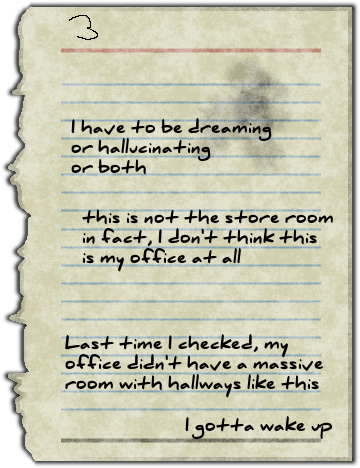 3
I have to be dreaming
or hallucinating
or both
this is not the store room
in fact, I don't think this
is my office at all
Last time I checked, my
office didn't have a massive
room with hallways like this
I gotta wake up